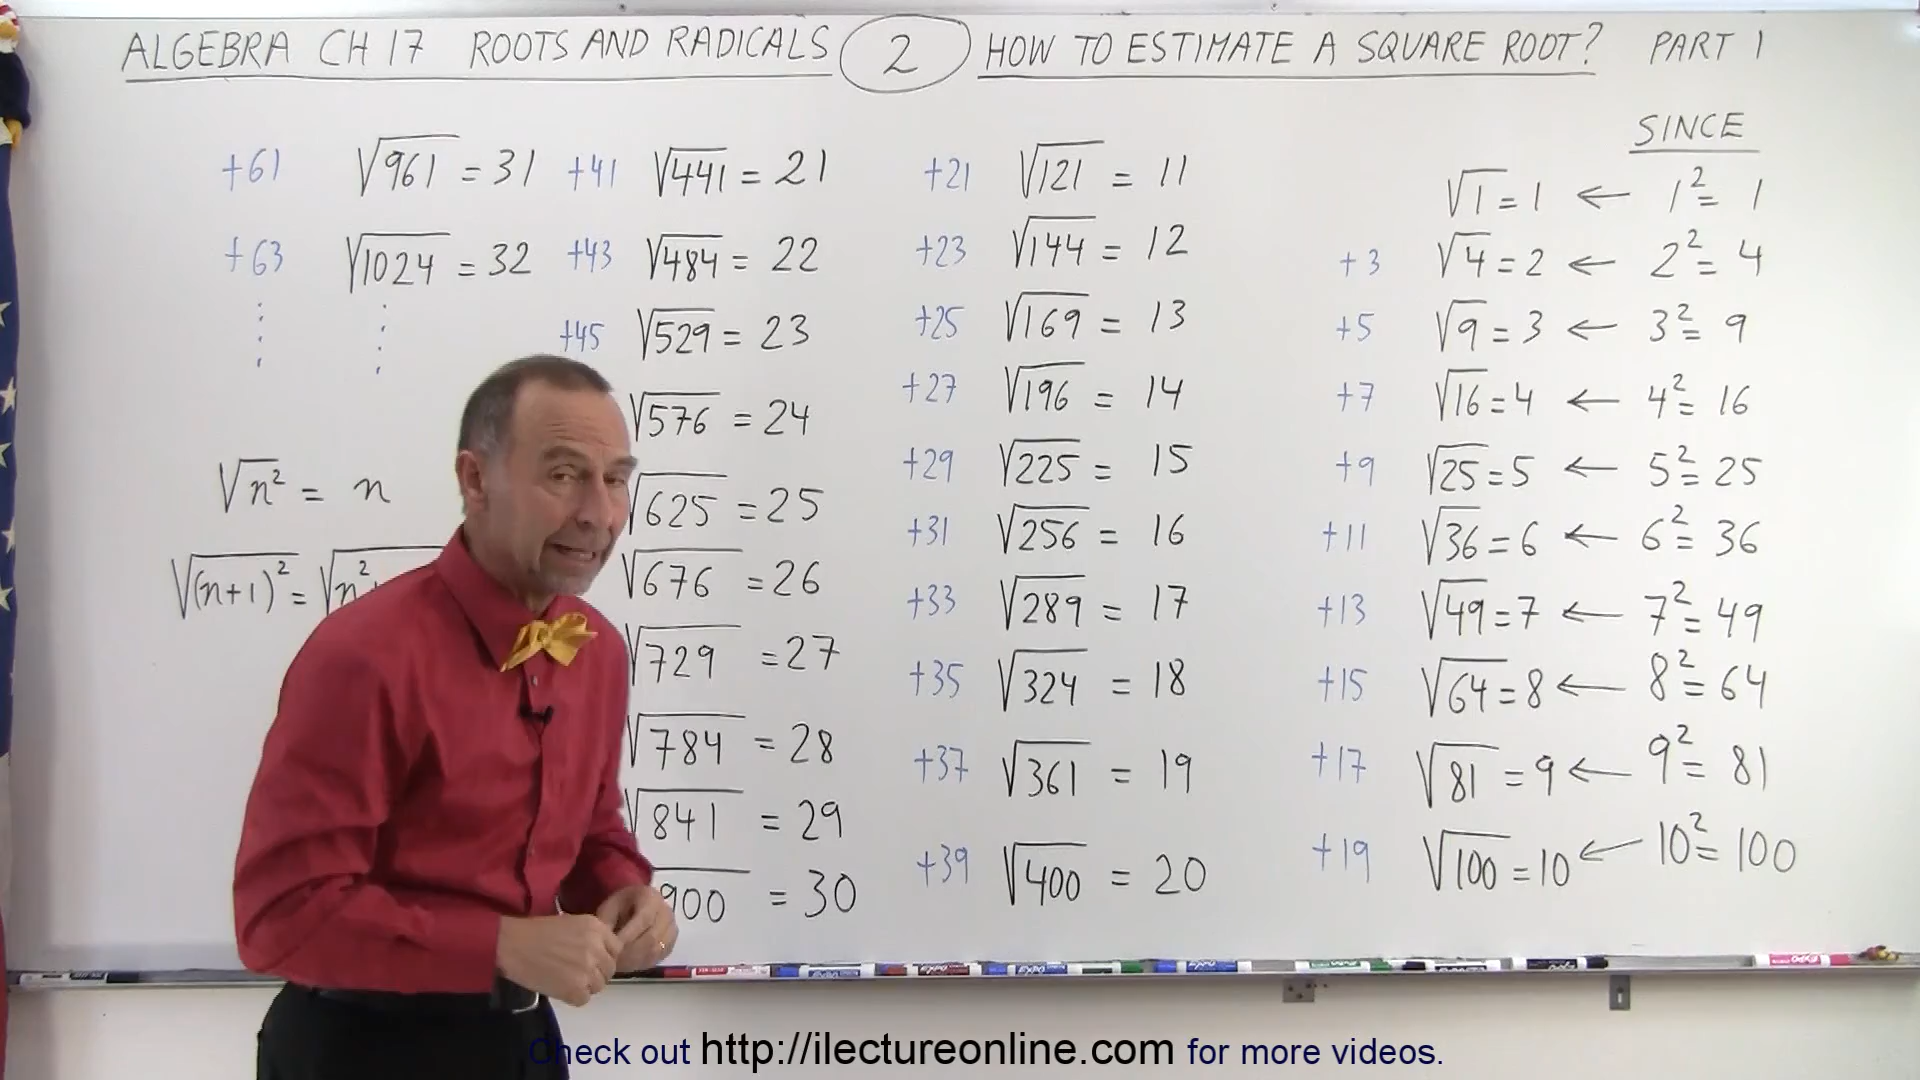 ALGEBRA CH 17 ROOTS AND RADICALS 2 HOW TO ESTIMATE A SQUARE ROOT? PART 1
SINCE
+61 √961 = 31 +41 √441 = 21 +21 √121 = 11 √1 = 1 ← 1² = 1
+63 √1024 = 32 +43 √484 = 22 +23 √144 = 12 +3 √4 = 2 ← 2² = 4
+45 √529 = 23 +25 √169 = 13 +5 √9 = 3 ← 3² = 9
√576 = 24 +27 √196 = 14 +7 √16 = 4 ← 4² = 16
√n² = n √625 = 25 +29 √225 = 15 +9 √25 = 5 ← 5² = 25
√(n+1)² = √n² √676 = 26 +31 √256 = 16 +11 √36 = 6 ← 6² = 36
√729 = 27 +33 √289 = 17 +13 √49 = 7 ← 7² = 49
√784 = 28 +35 √324 = 18 +15 √64 = 8 ← 8² = 64
√841 = 29 +37 √361 = 19 +17 √81 = 9 ← 9² = 81
900 = 30 +39 √400 = 20 +19 √100 = 10 ← 10² = 100
Check out http://ilectureonline.com for more videos.